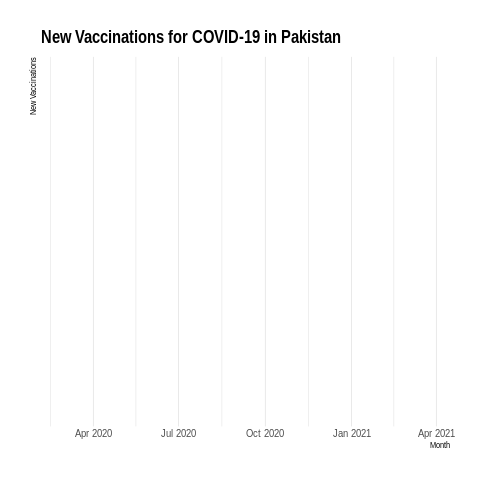 New Vaccinations for COVID-19 in Pakistan
New Vaccinations
Apr 2020 Jul 2020 Oct 2020 Jan 2021 Apr 2021
Month